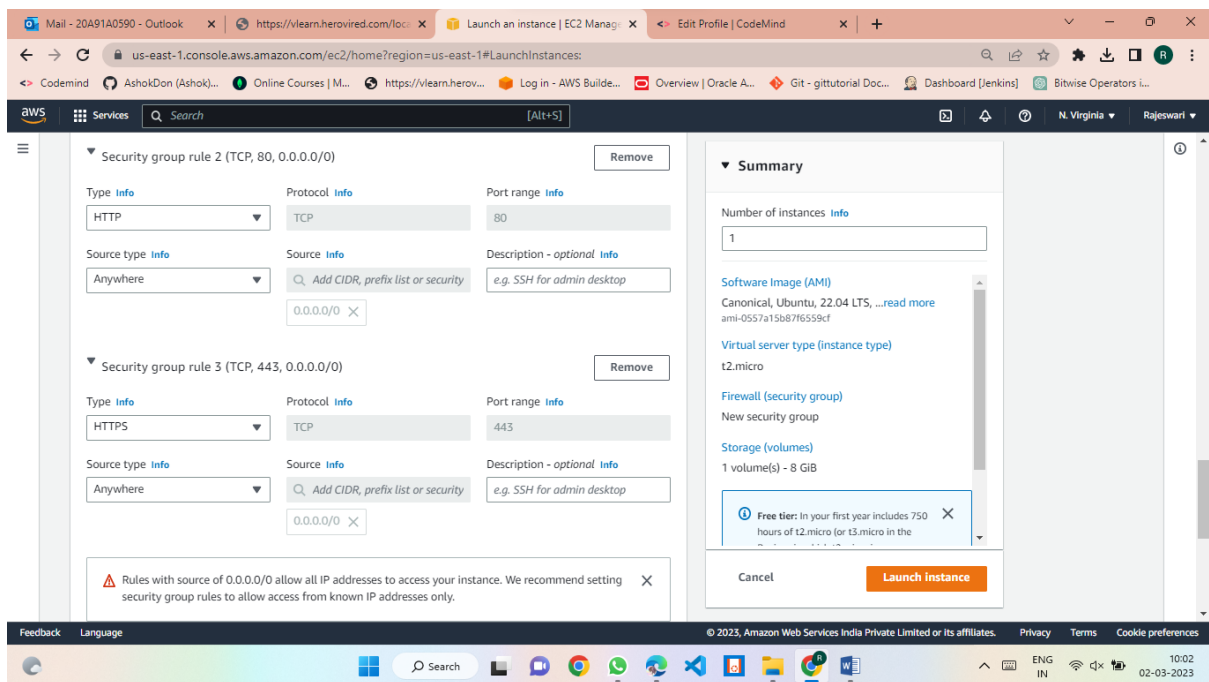 Mail - 20A91A0590 - Outlook
https://vlearn.herovired.com/loca
Launch an instance | EC2 Manage
Edit Profile | CodeMind
us-east-1.console.aws.amazon.com/ec2/home?region=us-east-1#LaunchInstances:
R
Codemind
AshokDon (Ashok)...
Online Courses | M...
https://vlearn.herov...
Log in - AWS Builde...
Overview | Oracle A...
Git - gittutorial Doc...
Dashboard [Jenkins]
Bitwise Operators i...
aws
Services
Search
[Alt+S]
N. Virginia
Rajeswari
Security group rule 2 (TCP, 80, 0.0.0.0/0)
Remove
Type Info
Protocol Info
Port range Info
HTTP
TCP
80
Source type Info
Source Info
Description - optional Info
Anywhere
Add CIDR, prefix list or security
e.g. SSH for admin desktop
0.0.0.0/0
Security group rule 3 (TCP, 443, 0.0.0.0/0)
Remove
Type Info
Protocol Info
Port range Info
HTTPS
TCP
443
Source type Info
Source Info
Description - optional Info
Anywhere
Add CIDR, prefix list or security
e.g. SSH for admin desktop
0.0.0.0/0
Rules with source of 0.0.0.0/0 allow all IP addresses to access your instance. We recommend setting
security group rules to allow access from known IP addresses only.
Summary
Number of instances Info
1
Software Image (AMI)
Canonical, Ubuntu, 22.04 LTS, ...read more
ami-0557a15b87f6559cf
Virtual server type (instance type)
t2.micro
Firewall (security group)
New security group
Storage (volumes)
1 volume(s) - 8 GiB
Free tier: In your first year includes 750
hours of t2.micro (or t3.micro in the
Cancel
Launch instance
Feedback
Language
© 2023, Amazon Web Services India Private Limited or its affiliates.
Privacy
Terms
Cookie preferences
Search
R
ENG
IN
10:02
02-03-2023